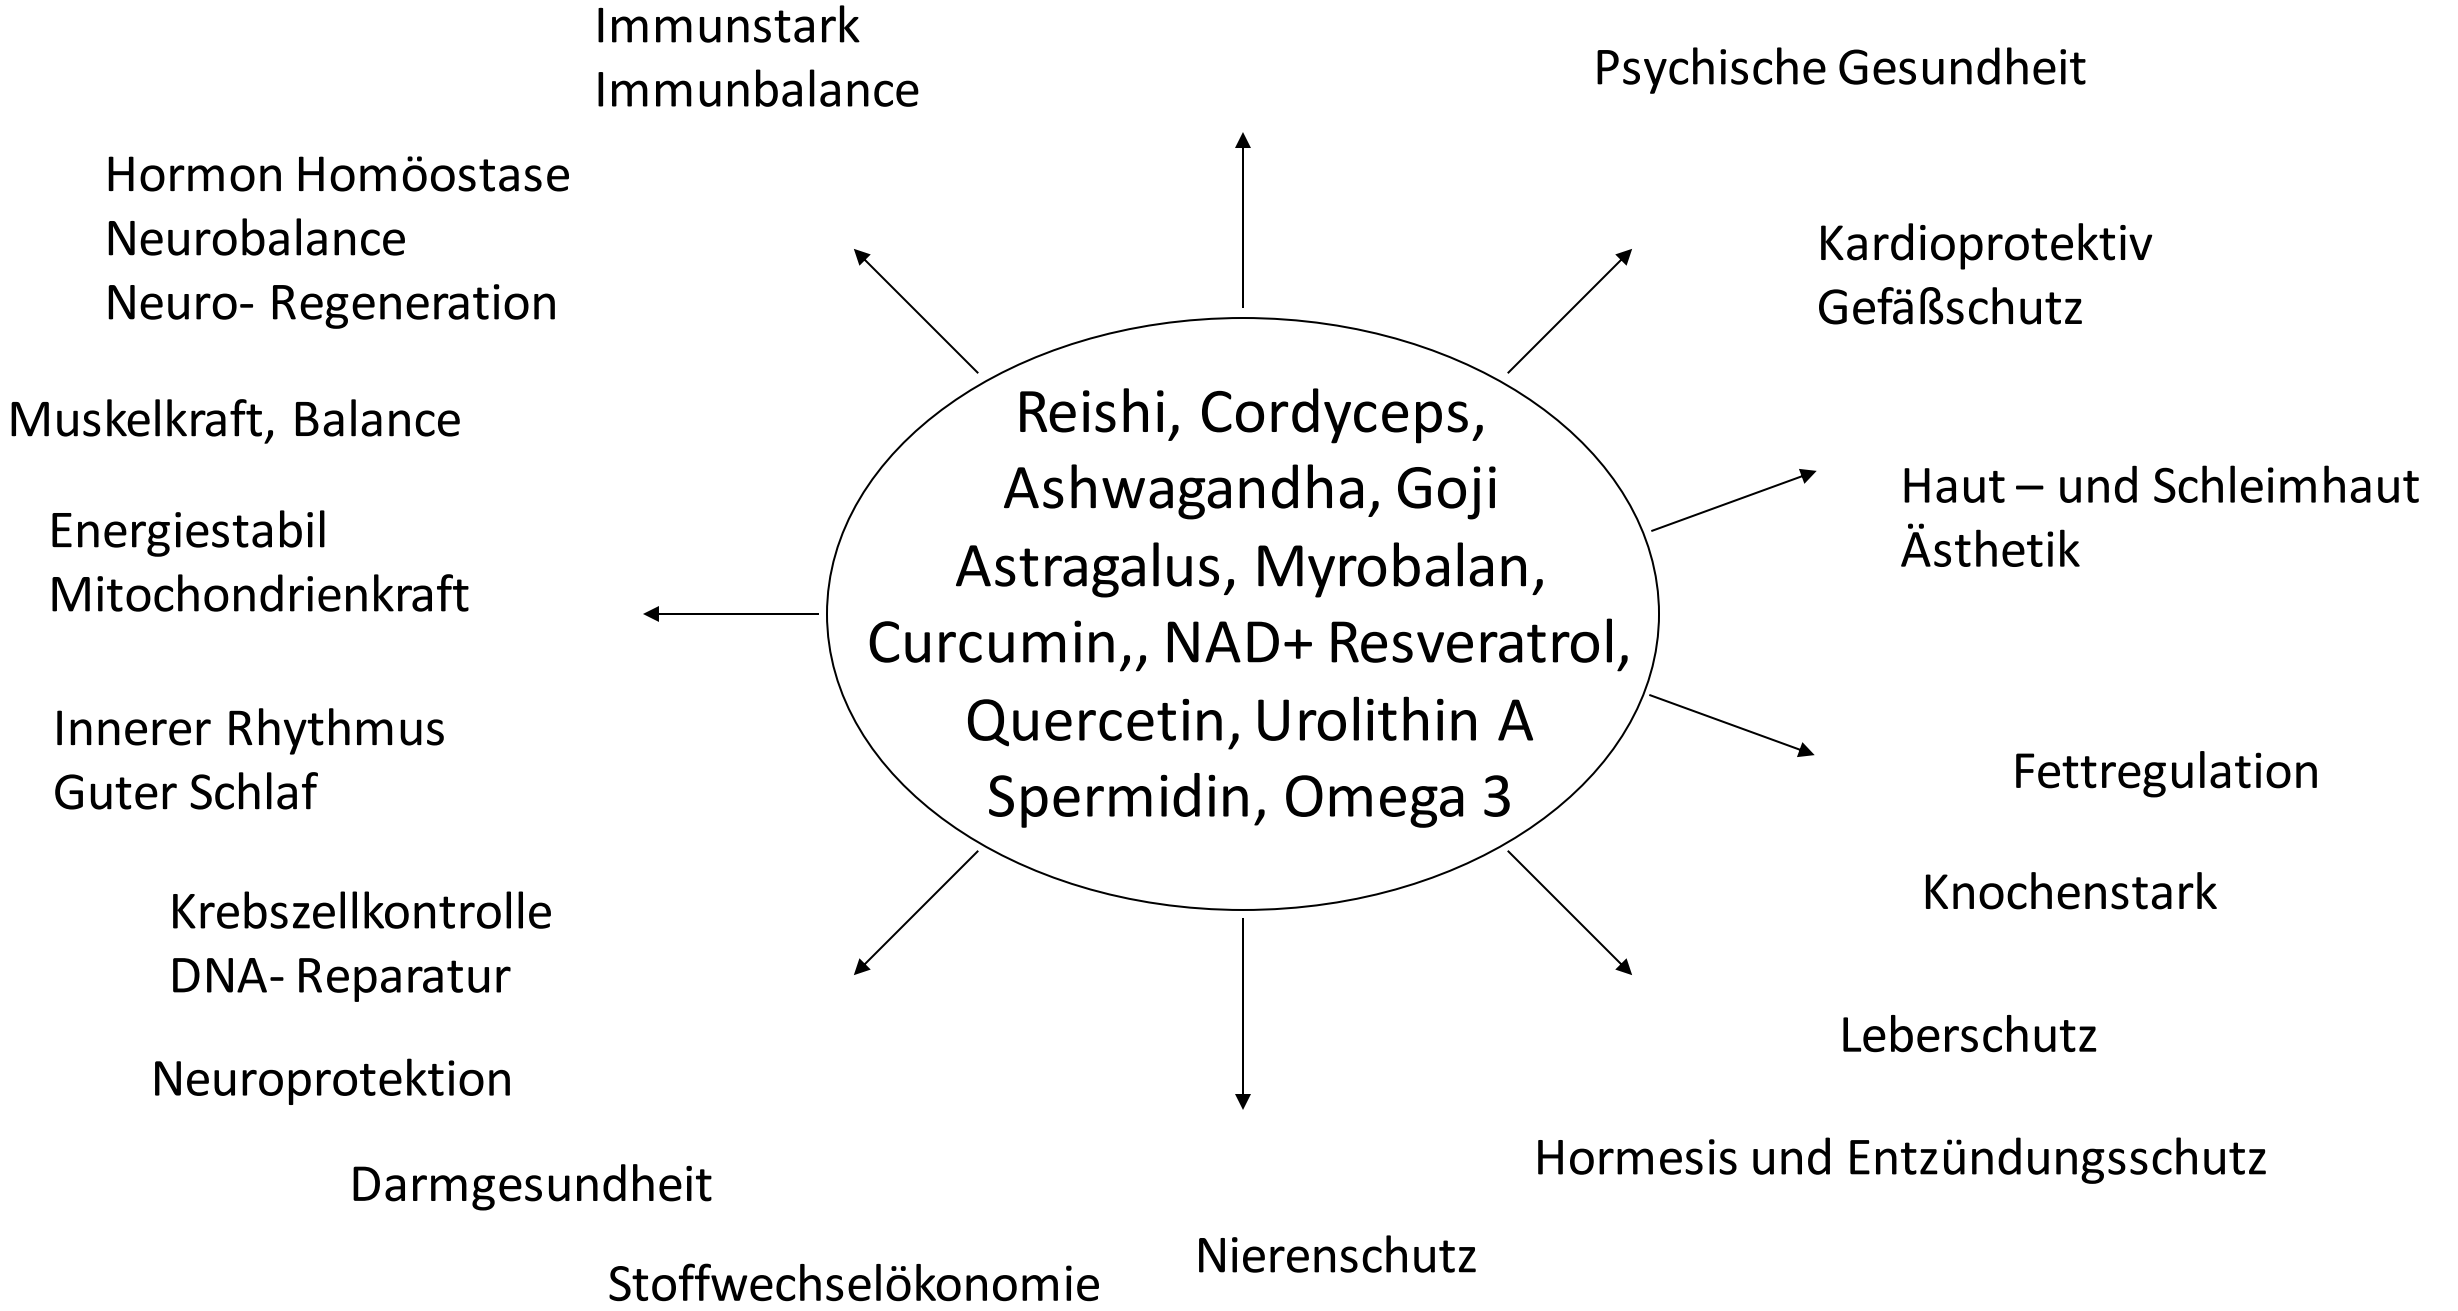 Immunstark
Immunbalance
Psychische Gesundheit
Hormon Homöostase
Neurobalance
Neuro- Regeneration
Kardioprotektiv
Gefäßschutz
Muskelkraft, Balance
Reishi, Cordyceps,
Ashwagandha, Goji
Astragalus, Myrobalan,
Curcumin,, NAD+ Resveratrol,
Quercetin, Urolithin A
Spermidin, Omega 3
Haut – und Schleimhaut
Ästhetik
Energiestabil
Mitochondrienkraft
Innerer Rhythmus
Guter Schlaf
Fettregulation
Knochenstark
Krebszellkontrolle
DNA- Reparatur
Leberschutz
Neuroprotektion
Hormesis und Entzündungsschutz
Darmgesundheit
Nierenschutz
Stoffwechselökonomie